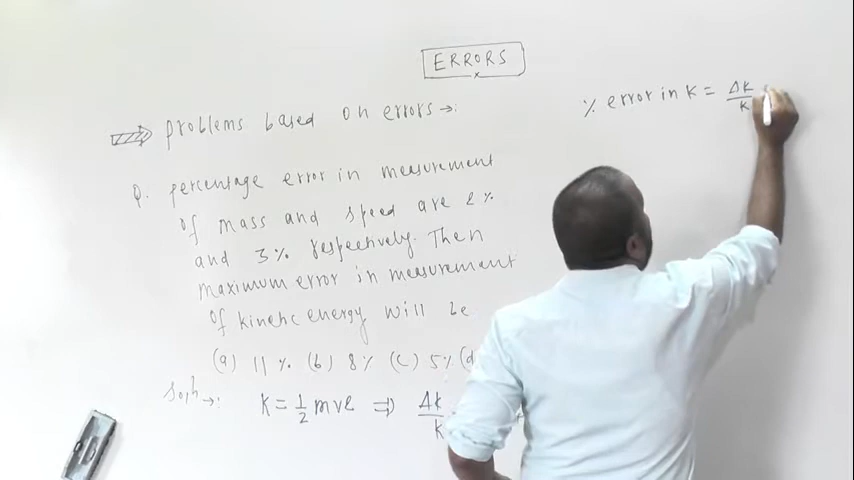 ERRORS
problems based on errors →:
% error in K = ΔK/K
Q. percentage error in measurement
of mass and speed are 2%
and 3% respectively. Then
maximum error in measurement
of kinetic energy will be
(a) 11% (b) 8% (c) 5% (d
Soln →: K = 1/2 mv2 ⇒ ΔK/K